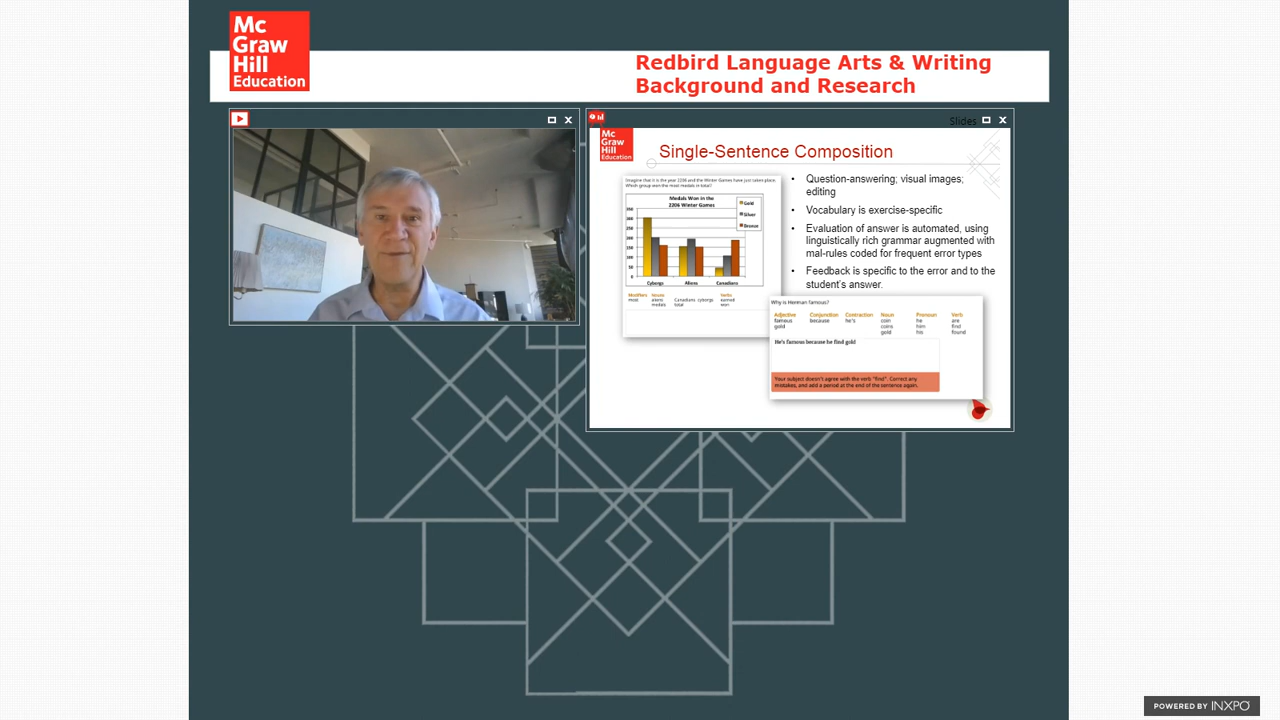 Mc
Graw
Hill
Education
Redbird Language Arts & Writing
Background and Research
Slides
Mc
Graw
Hill
Education
Single-Sentence Composition
Imagine that it is the year 2206 and the Winter Games have just taken place.
Which group won the most medals in total?
Medals Won in the
2206 Winter Games
Gold
Silver
Bronze
350
300
250
200
150
100
50
0
Cyborgs
Aliens
Canadians
Modifiers Nouns Verbs
most aliens Canadians cyborgs earned
medals total won
• Question-answering; visual images;
editing
• Vocabulary is exercise-specific
• Evaluation of answer is automated, using
linguistically rich grammar augmented with
mal-rules coded for frequent error types
• Feedback is specific to the error and to the
student's answer.
Why is Herman famous?
Adjective Conjunction Contraction Noun Pronoun Verb
famous because he's coin he are
gold coins him find
gold his found
He's famous because he find gold
Your subject doesn't agree with the verb "find". Correct any
mistakes, and add a period at the end of the sentence again.
POWERED BY INXPO